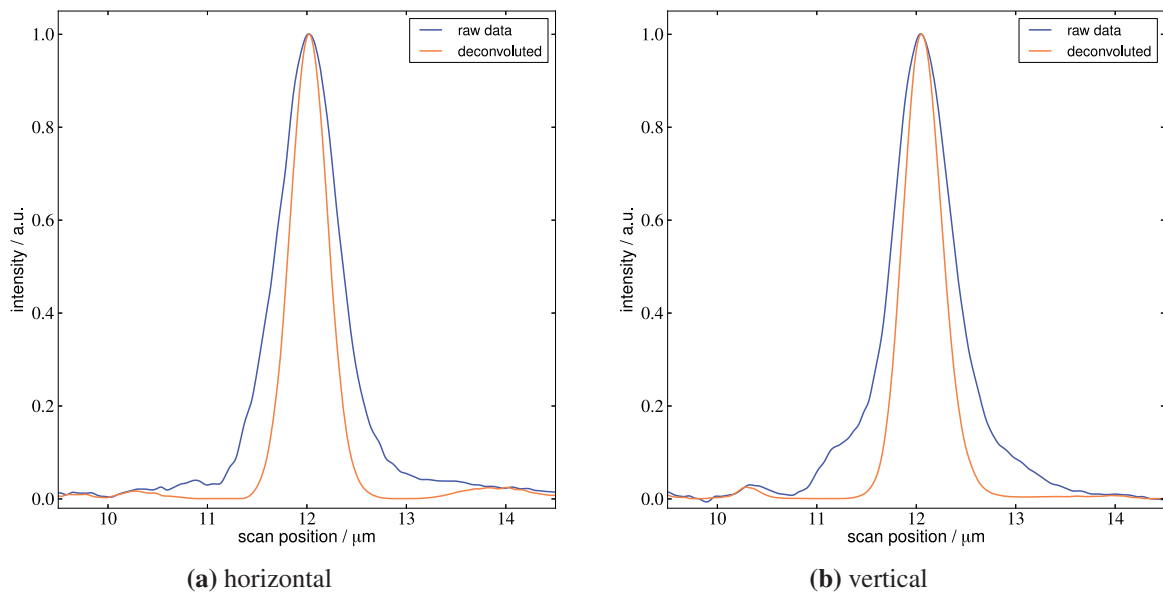 raw data
deconvoluted
1.0
0.8
0.6
0.4
0.2
0.0
intensity / a.u.
10 11 12 13 14
scan position / μm
(a) horizontal
raw data
deconvoluted
1.0
0.8
0.6
0.4
0.2
0.0
intensity / a.u.
10 11 12 13 14
scan position / μm
(b) vertical